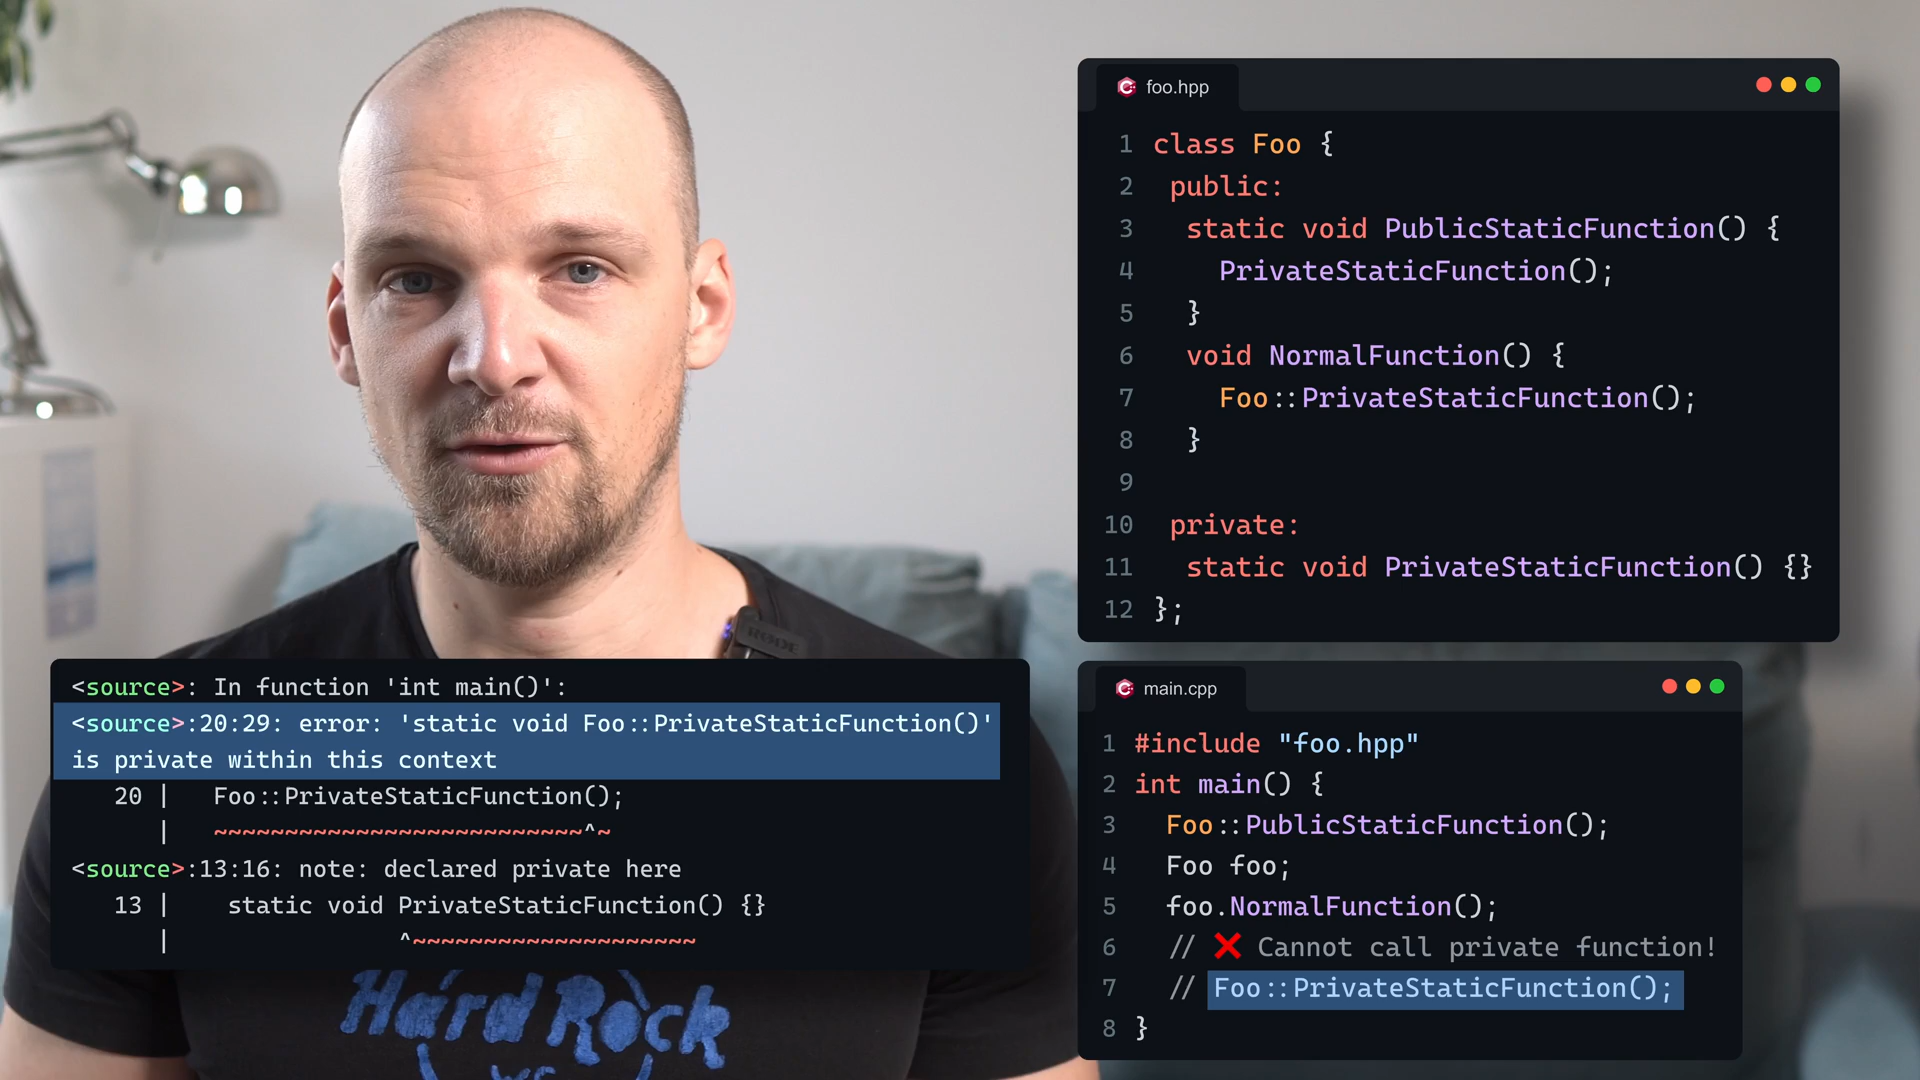 foo.hpp
1 class Foo {
2 public:
3 static void PublicStaticFunction() {
4 PrivateStaticFunction();
5 }
6 void NormalFunction() {
7 Foo::PrivateStaticFunction();
8 }
9
10 private:
11 static void PrivateStaticFunction() {}
12 };
<source>: In function 'int main()':
<source>:20:29: error: 'static void Foo::PrivateStaticFunction()'
is private within this context
20 | Foo::PrivateStaticFunction();
| ~~~~~~~~~~~~~~~~~~~~~~~~~~^~
<source>:13:16: note: declared private here
13 | static void PrivateStaticFunction() {}
| ^~~~~~~~~~~~~~~~~~~~~
main.cpp
1 #include "foo.hpp"
2 int main() {
3 Foo::PublicStaticFunction();
4 Foo foo;
5 foo.NormalFunction();
6 // ❌ Cannot call private function!
7 // Foo::PrivateStaticFunction();
8 }
RODE
Hard Rock